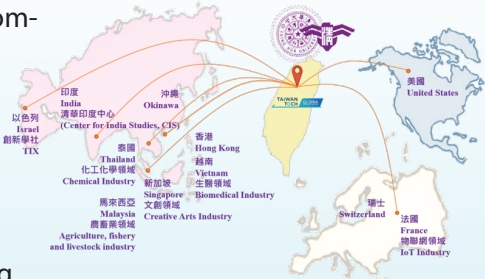 om-
印度
India
清華印度中心
(Center for India Studies, CIS)
以色列
Israel
創新學社
TIX
沖繩
Okinawa
泰國
Thailand
化工化學領域
Chemical Industry
馬來西亞
Malaysia
農畜業領域
Agriculture, fishery
and livestock industry
新加坡
Singapore
文創領域
Creative Arts Industry
香港
Hong Kong
越南
Vietnam
生醫領域
Biomedical Industry
TAIWAN
TECH
GLOBAL
美國
United States
瑞士
Switzerland
法國
France
物聯網領域
IoT Industry
g